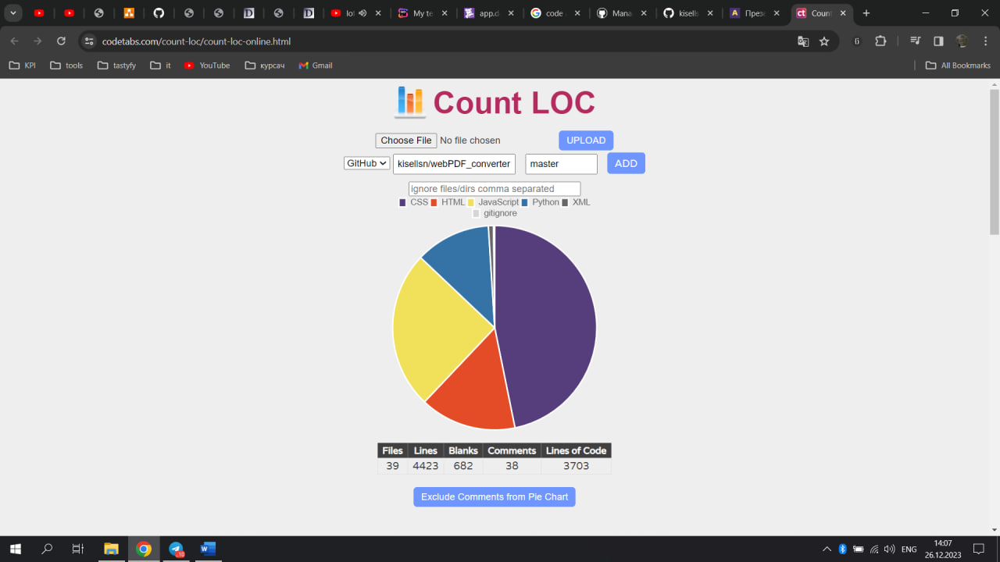 lo
My te
app.d
code
Mana
kisells
Презе
Count
codetabs.com/count-loc/count-loc-online.html
KPI tools tastyfy it YouTube курсач Gmail All Bookmarks
Count LOC
Choose File No file chosen UPLOAD
GitHub kisellsn/webPDF_converter master ADD
ignore files/dirs comma separated
CSS HTML JavaScript Python XML
gitignore
Files Lines Blanks Comments Lines of Code
39 4423 682 38 3703
Exclude Comments from Pie Chart
10
ENG
14:07
26.12.2023